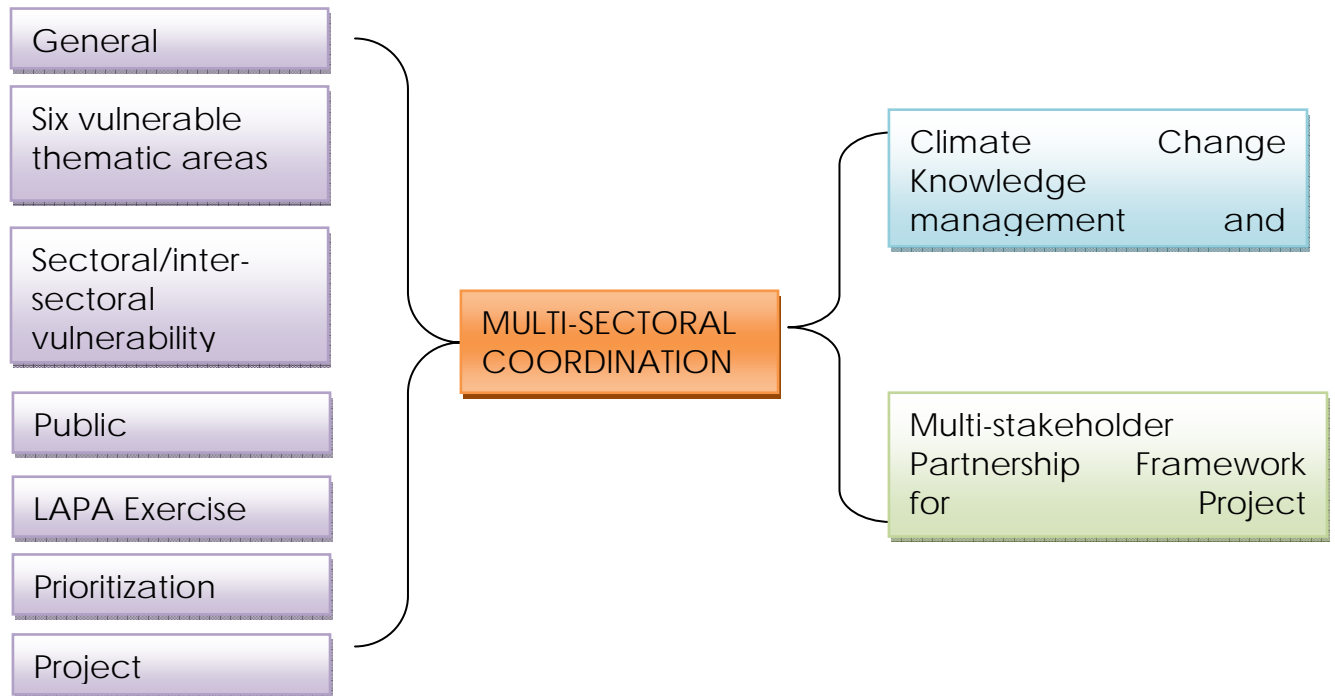 General
Six vulnerable
thematic areas
Sectoral/inter-
sectoral
vulnerability
Public
LAPA Exercise
Prioritization
Project
MULTI-SECTORAL
COORDINATION
Climate Change
Knowledge
management and
Multi-stakeholder
Partnership Framework
for Project